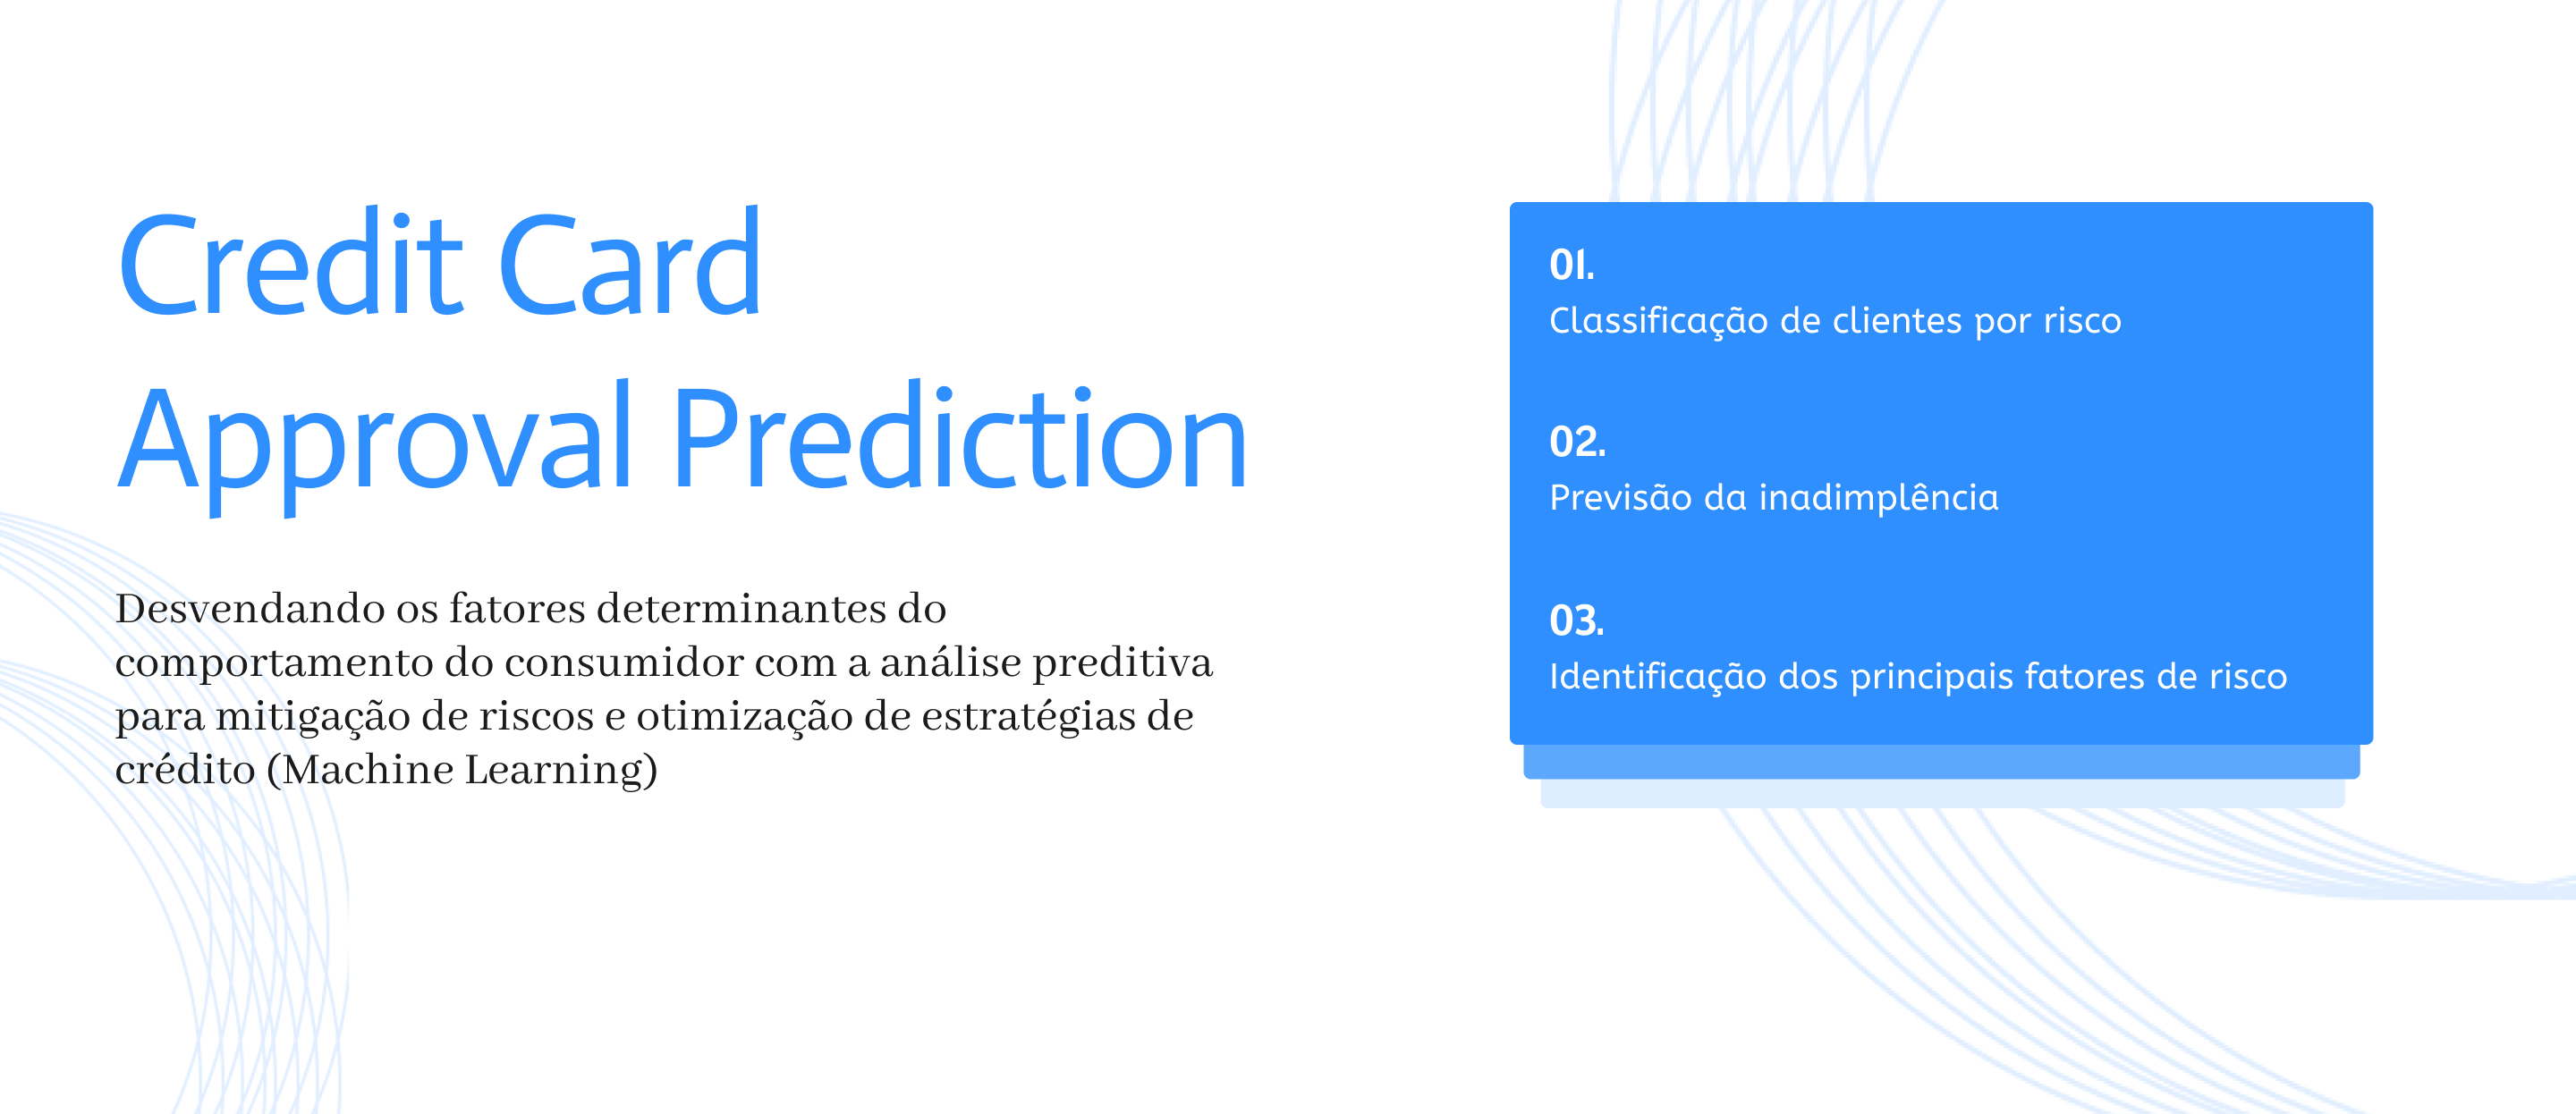 Credit Card
Approval Prediction
Desvendando os fatores determinantes do
comportamento do consumidor com a análise preditiva
para mitigação de riscos e otimização de estratégias de
crédito (Machine Learning)
01.
Classificação de clientes por risco
02.
Previsão da inadimplência
03.
Identificação dos principais fatores de risco